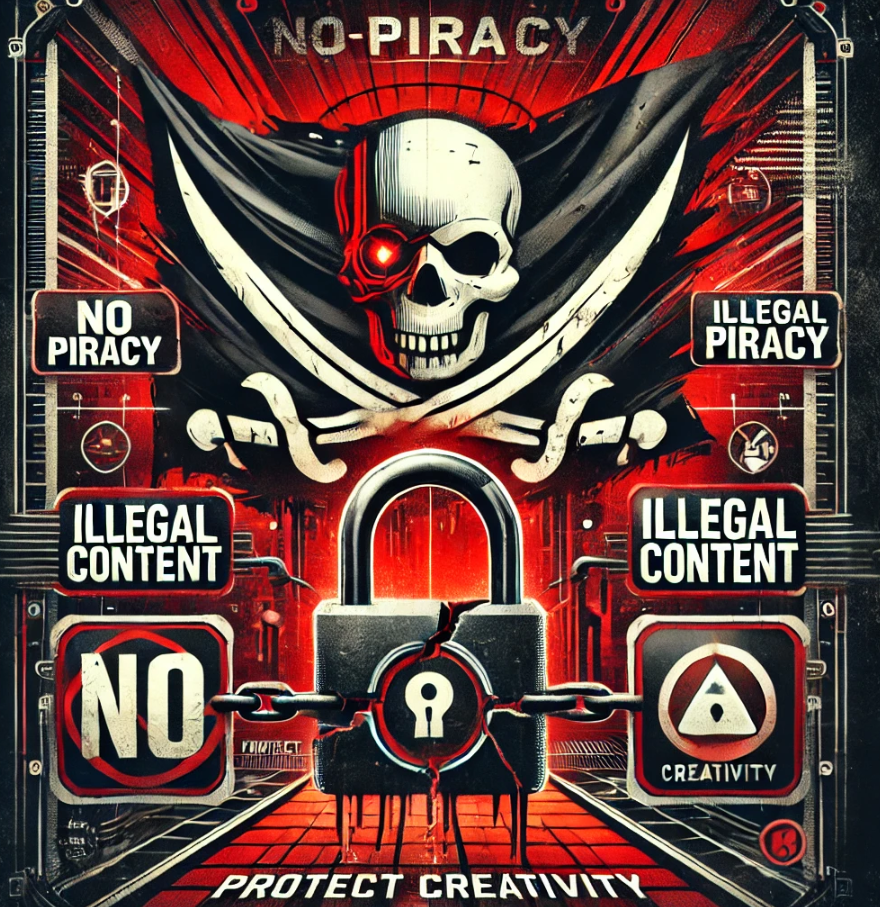 NO-PIRACY
NO
PIRACY
ILLEGAL
PIRACY
ILLEGAL
CONTENT
ILLEGAL
CONTENT
NO
CREATIVITY
PROTECT CREATIVITY